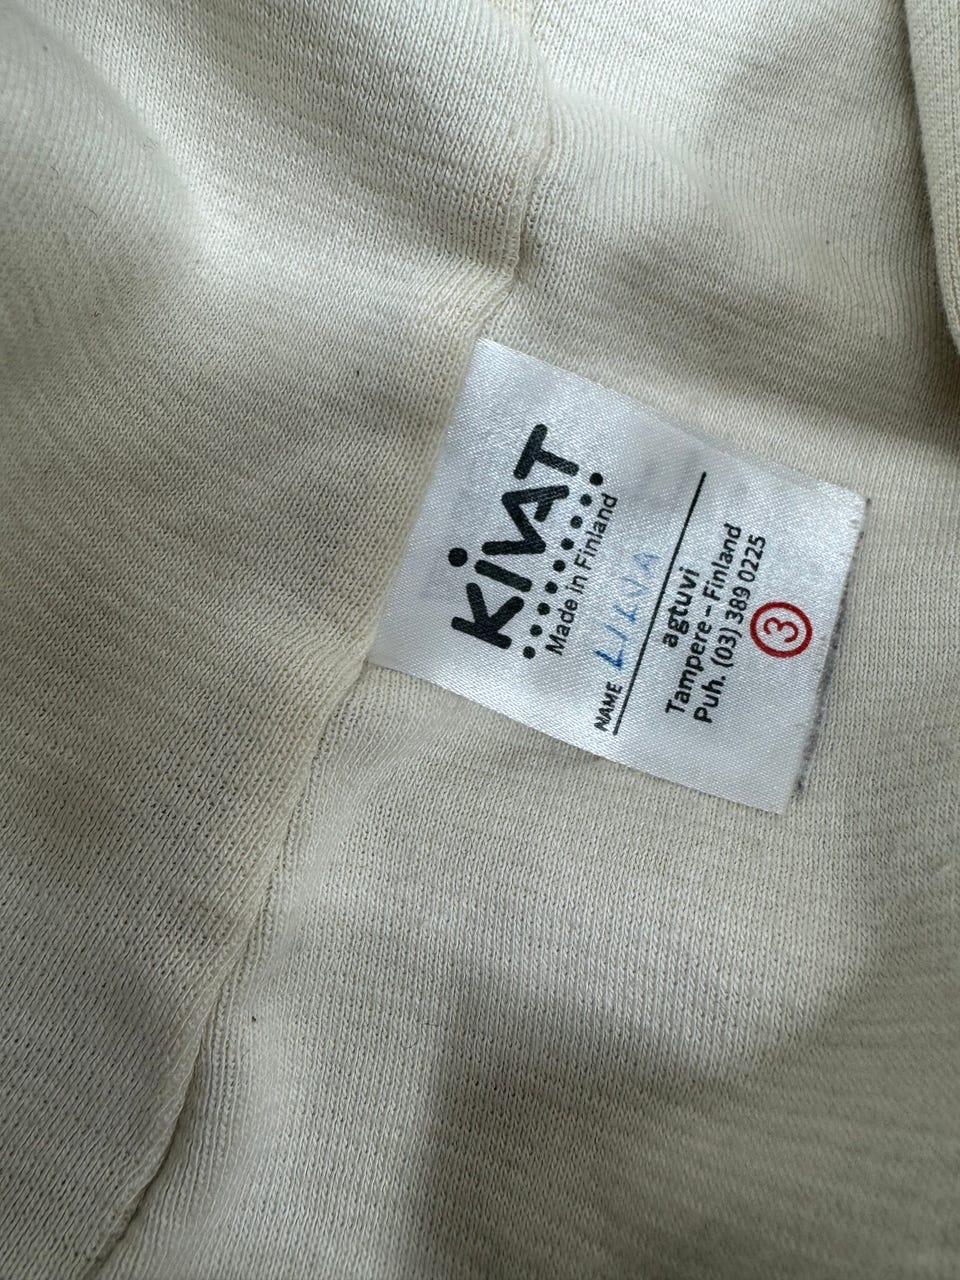 KIVAT
Made in Finland
NAME
agtuvi
Tampere – Finland
Puh. (03) 389 0225
3